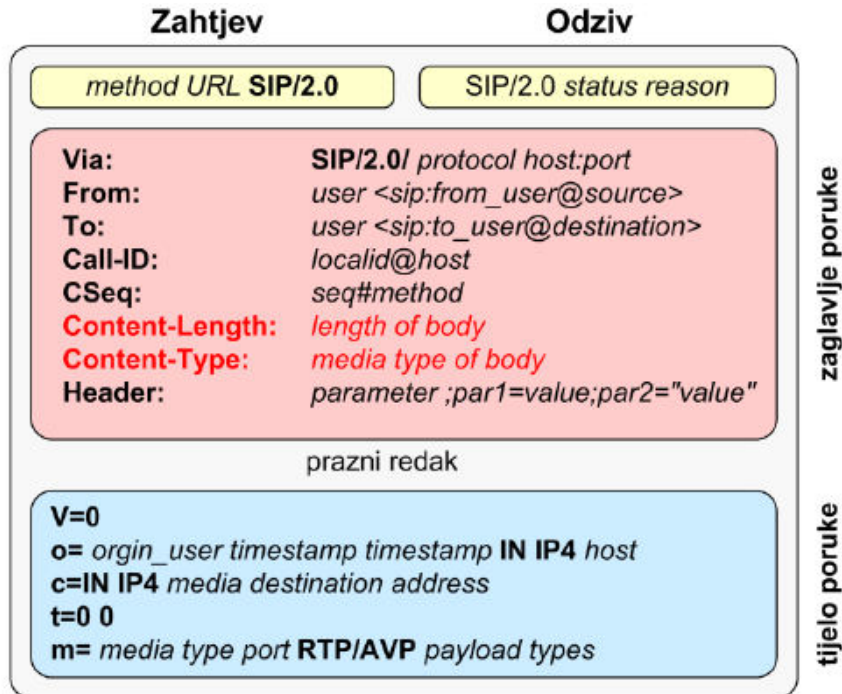 Zahtjev Odziv
method URL SIP/2.0 SIP/2.0 status reason
Via: SIP/2.0/ protocol host:port
From: user <sip:from_user@source>
To: user <sip:to_user@destination>
Call-ID: localid@host
CSeq: seq#method
Content-Length: length of body
Content-Type: media type of body
Header: parameter ;par1=value;par2="value"
zaglavlje poruke
prazni redak
V=0
o= orgin_user timestamp timestamp IN IP4 host
c=IN IP4 media destination address
t=0 0
m= media type port RTP/AVP payload types
tijelo poruke